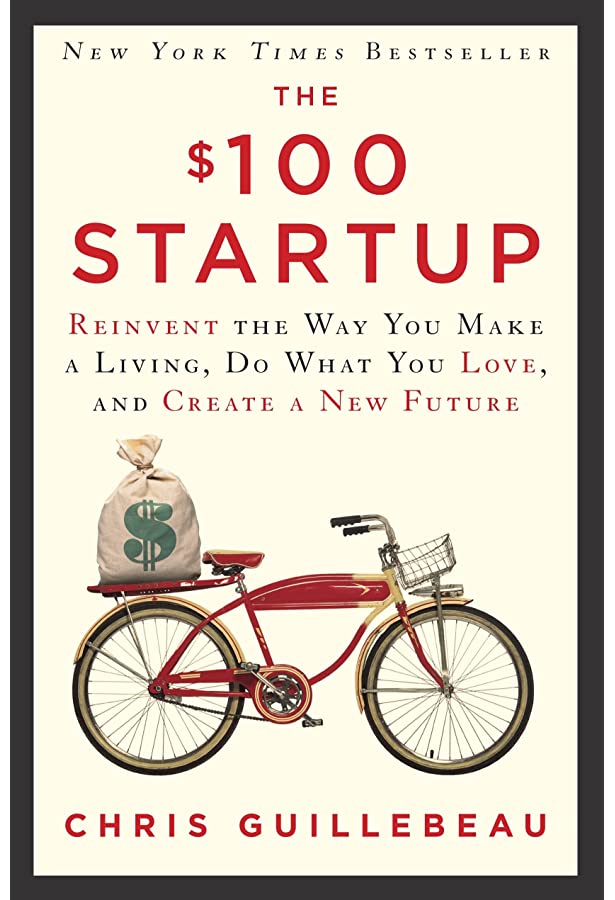 New York Times Bestseller
THE
$100
STARTUP
Reinvent the Way You Make
a Living, Do What You Love,
and Create a New Future
$
CHRIS GUILLEBEAU